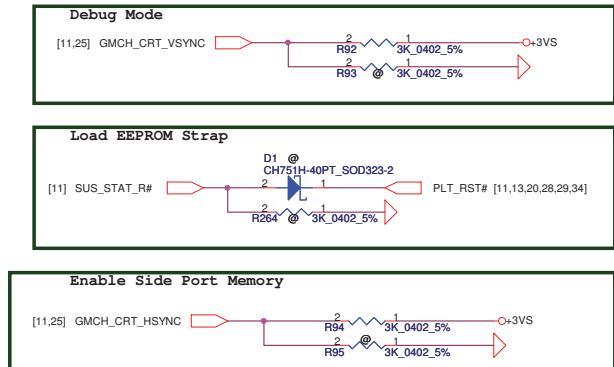 Debug Mode
[11,25] GMCH_CRT_VSYNC
2 1
R92 3K_0402_5%
+3VS
2 1
R93 @ 3K_0402_5%
Load EEPROM Strap
D1 @
CH751H-40PT_SOD323-2
[11] SUS_STAT_R# 2 1 PLT_RST# [11,13,20,28,29,34]
2 1
R264 @ 3K_0402_5%
Enable Side Port Memory
[11,25] GMCH_CRT_HSYNC
2 1
R94 3K_0402_5%
+3VS
2 @ 1
R95 3K_0402_5%